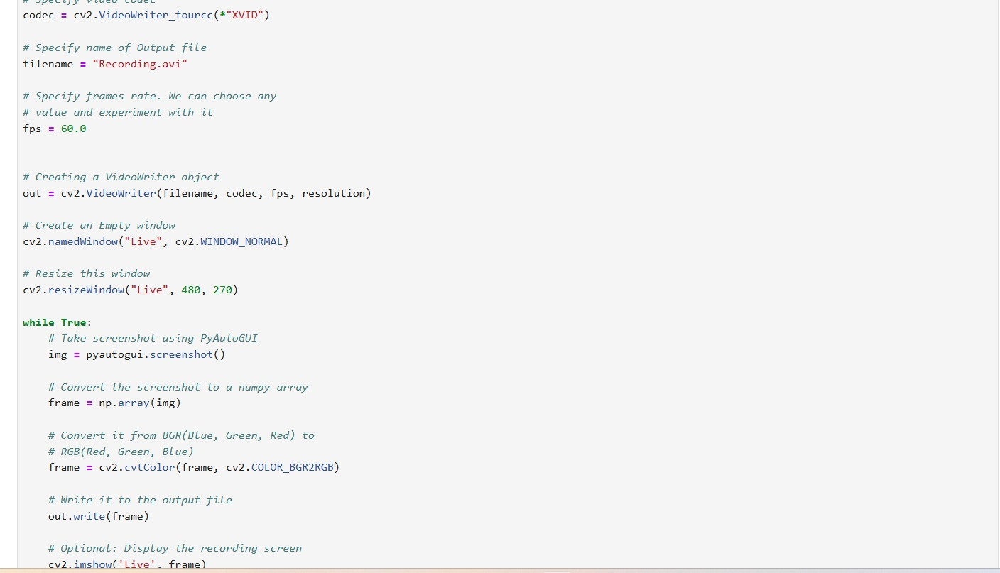 # Specify video codec
codec = cv2.VideoWriter_fourcc(*"XVID")
# Specify name of Output file
filename = "Recording.avi"
# Specify frames rate. We can choose any
# value and experiment with it
fps = 60.0
# Creating a VideoWriter object
out = cv2.VideoWriter(filename, codec, fps, resolution)
# Create an Empty window
cv2.namedWindow("Live", cv2.WINDOW_NORMAL)
# Resize this window
cv2.resizeWindow("Live", 480, 270)
while True:
    # Take screenshot using PyAutoGUI
    img = pyautogui.screenshot()
    # Convert the screenshot to a numpy array
    frame = np.array(img)
    # Convert it from BGR(Blue, Green, Red) to
    # RGB(Red, Green, Blue)
    frame = cv2.cvtColor(frame, cv2.COLOR_BGR2RGB)
    # Write it to the output file
    out.write(frame)
    # Optional: Display the recording screen
    cv2.imshow('Live', frame)